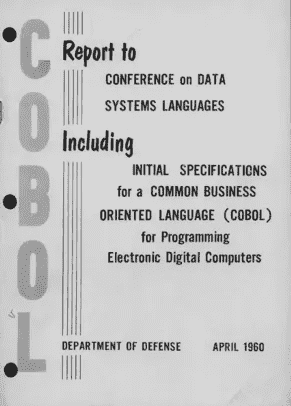 COBOL
Report to
CONFERENCE on DATA
SYSTEMS LANGUAGES
Including
INITIAL SPECIFICATIONS
for a COMMON BUSINESS
ORIENTED LANGUAGE (COBOL)
for Programming
Electronic Digital Computers
DEPARTMENT OF DEFENSE APRIL 1960